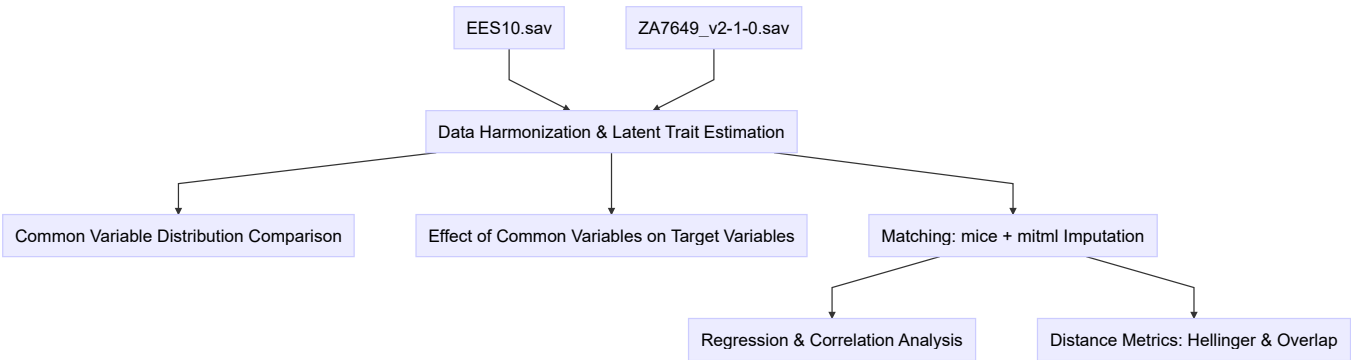 EES10.sav
ZA7649_v2-1-0.sav
Data Harmonization & Latent Trait Estimation
Common Variable Distribution Comparison
Effect of Common Variables on Target Variables
Matching: mice + mitml Imputation
Regression & Correlation Analysis
Distance Metrics: Hellinger & Overlap